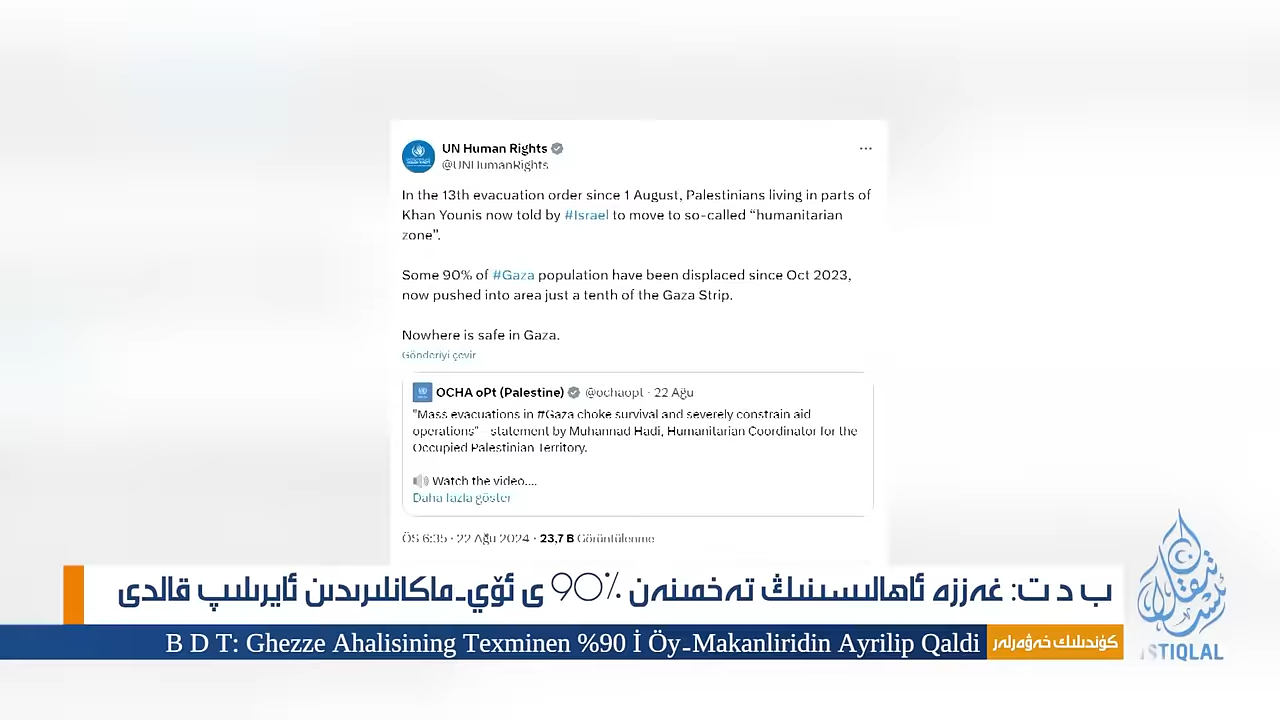 UN Human Rights
@UNHumanRights
In the 13th evacuation order since 1 August, Palestinians living in parts of
Khan Younis now told by #Israel to move to so-called “humanitarian
zone”.
Some 90% of #Gaza population have been displaced since Oct 2023,
now pushed into area just a tenth of the Gaza Strip.
Nowhere is safe in Gaza.
Gönderiyi çevir
OCHA oPt (Palestine) @ochaopt · 22 Ağu
"Mass evacuations in #Gaza choke survival and severely constrain aid
operations" - statement by Muhannad Hadi, Humanitarian Coordinator for the
Occupied Palestinian Territory.
Watch the video....
Daha fazla göster
ÖS 6:35 · 22 Ağu 2024 · 23,7 B Görüntülenme
ب د ت: غەززە ئاھالىسىنىڭ تەخمىنەن 90% ى ئۆي-ماكانلىرىدىن ئايرىلىپ قالدى
B D T: Ghezze Ahalisining Texminen %90 İ Öy-Makanliridin Ayrilip Qaldi
كۈندىلىك خەۋەرلەر
ئىستىقلال
ISTIQLAL